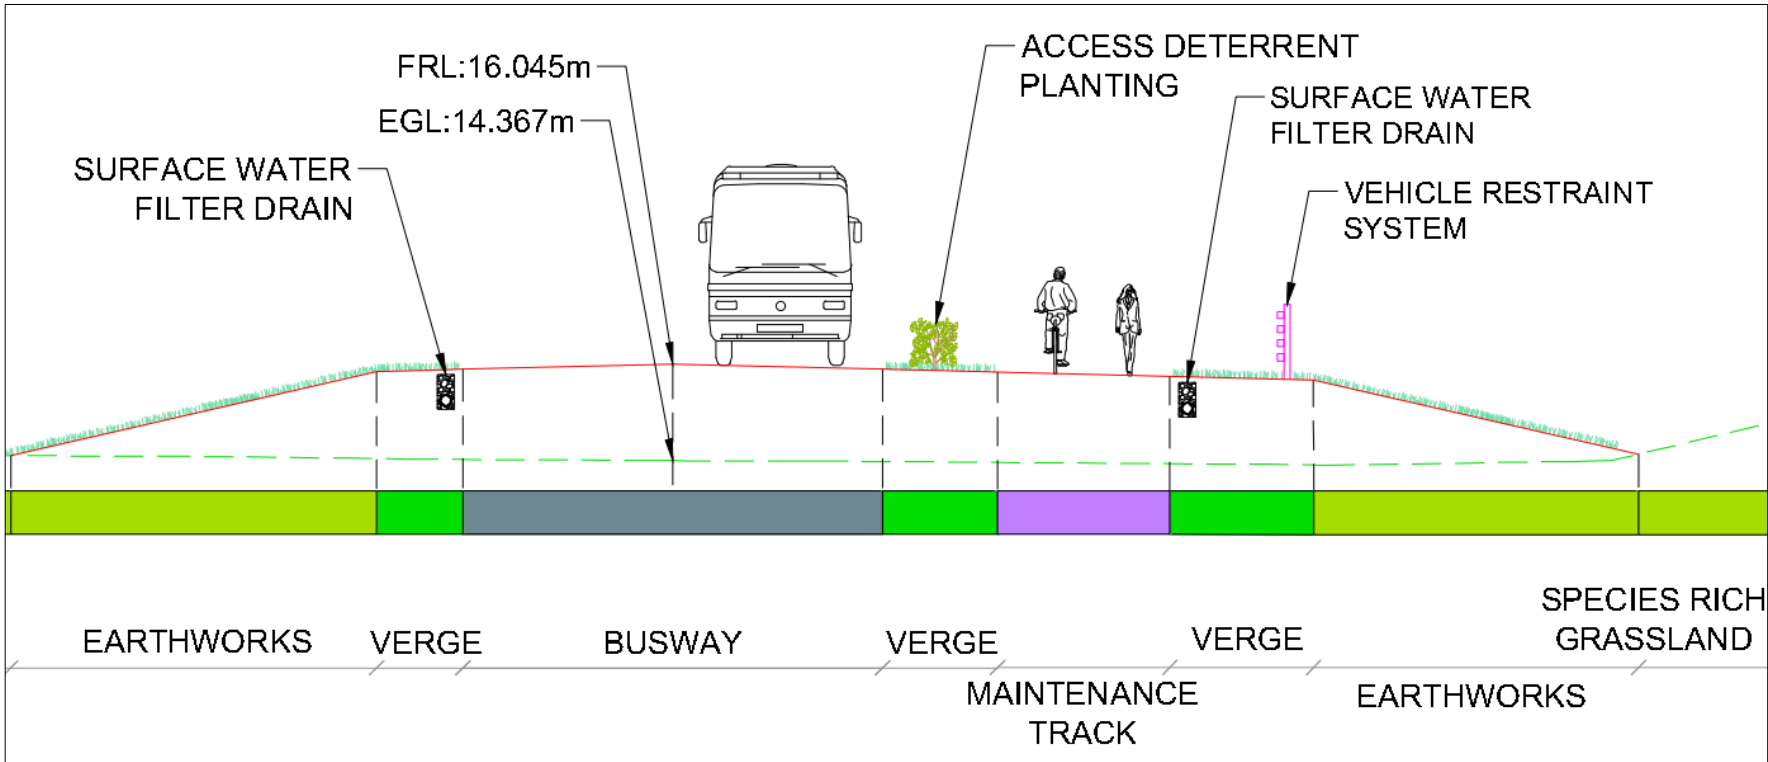 FRL:16.045m
EGL:14.367m
SURFACE WATER
FILTER DRAIN
ACCESS DETERRENT
PLANTING
SURFACE WATER
FILTER DRAIN
VEHICLE RESTRAINT
SYSTEM
EARTHWORKS
VERGE
BUSWAY
VERGE
MAINTENANCE
TRACK
VERGE
EARTHWORKS
SPECIES RICH
GRASSLAND